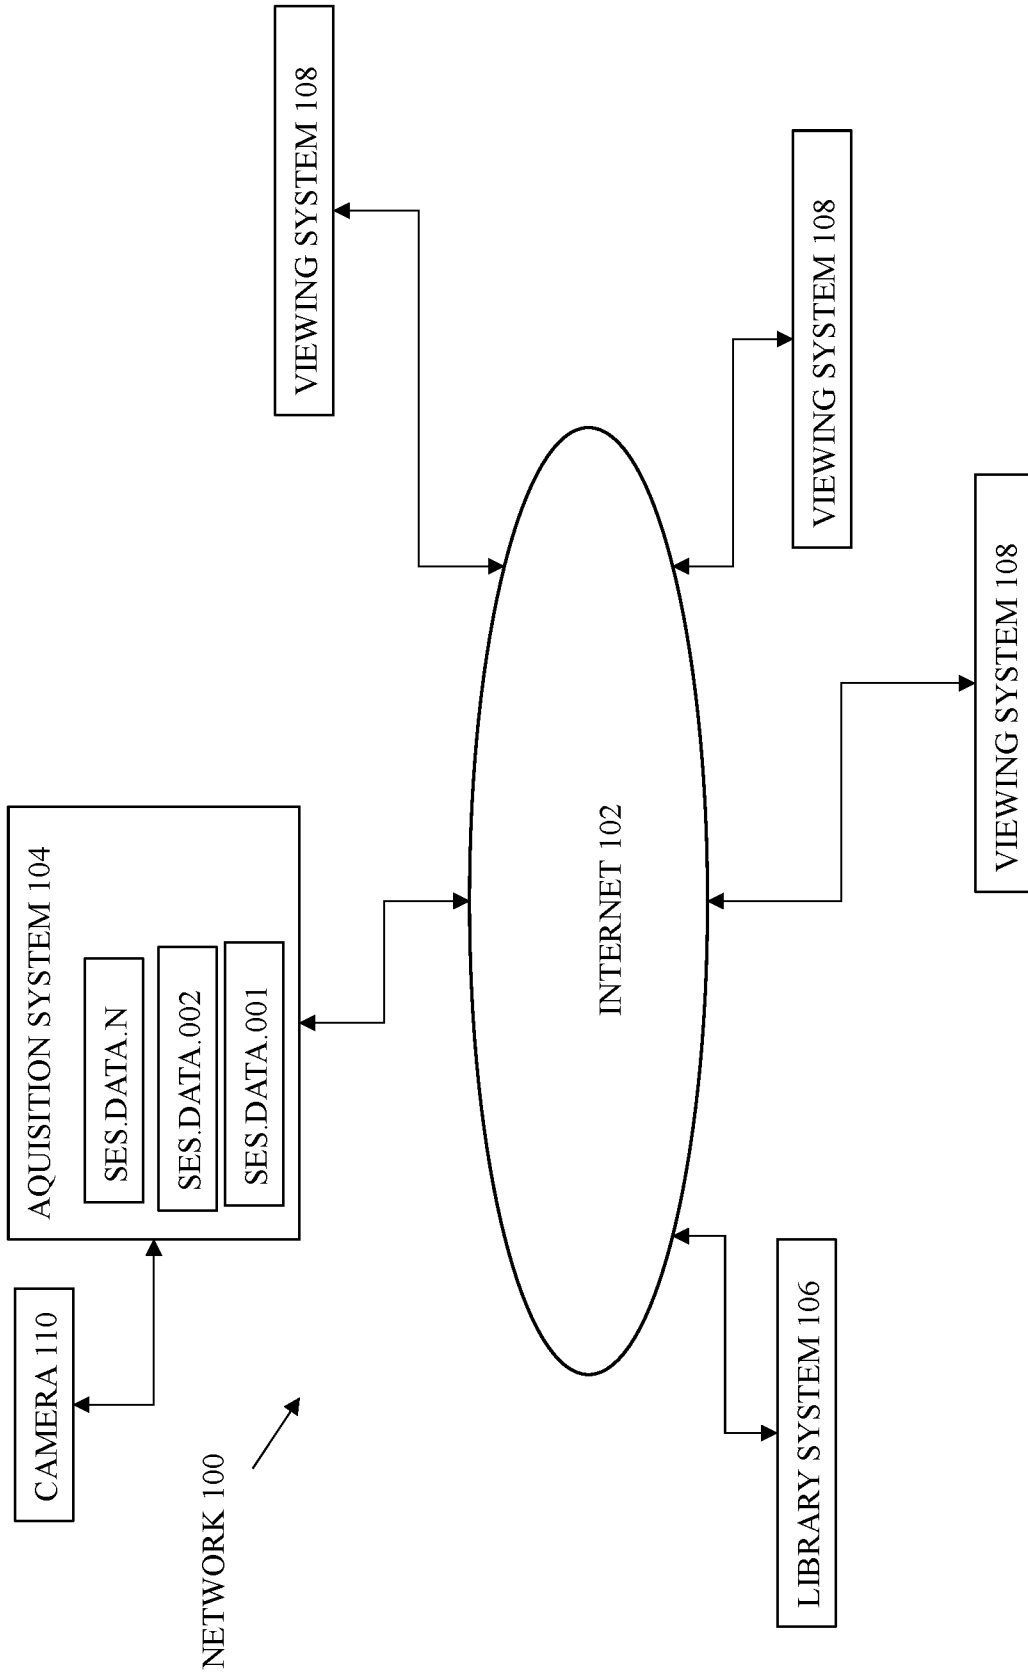 CAMERA 110
AQUISITION SYSTEM 104
SES.DATA.N
SES.DATA.002
SES.DATA.001
NETWORK 100
VIEWING SYSTEM 108
INTERNET 102
LIBRARY SYSTEM 106
VIEWING SYSTEM 108
VIEWING SYSTEM 108